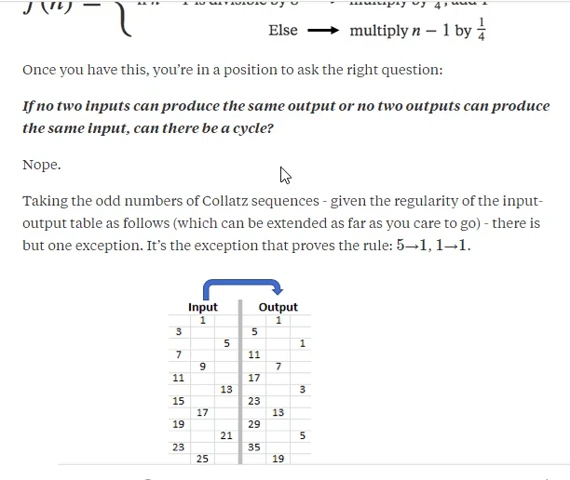 f(n) =
Else → multiply n − 1 by 1/4
Once you have this, you're in a position to ask the right question:
If no two inputs can produce the same output or no two outputs can produce
the same input, can there be a cycle?
Nope.
Taking the odd numbers of Collatz sequences - given the regularity of the input-
output table as follows (which can be extended as far as you care to go) - there is
but one exception. It's the exception that proves the rule: 5→1, 1→1.
Input Output
1 1
3 5
5 1
7 11
9 7
11 17
13 3
15 23
17 13
19 29
21 5
23 35
25 19